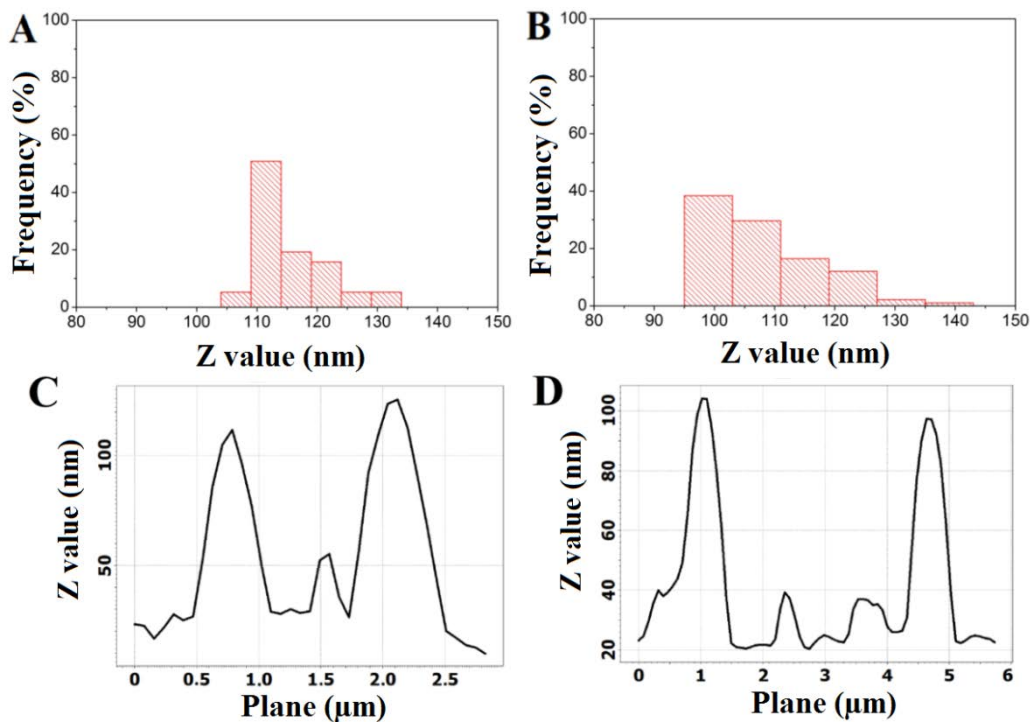 A
Frequency (%)
100
80
60
40
20
0
80 90 100 110 120 130 140 150
Z value (nm)
B
Frequency (%)
100
80
60
40
20
0
80 90 100 110 120 130 140 150
Z value (nm)
C
Z value (nm)
100
50
0 0.5 1.0 1.5 2.0 2.5
Plane (μm)
D
Z value (nm)
100
80
60
40
20
0 1 2 3 4 5 6
Plane (μm)